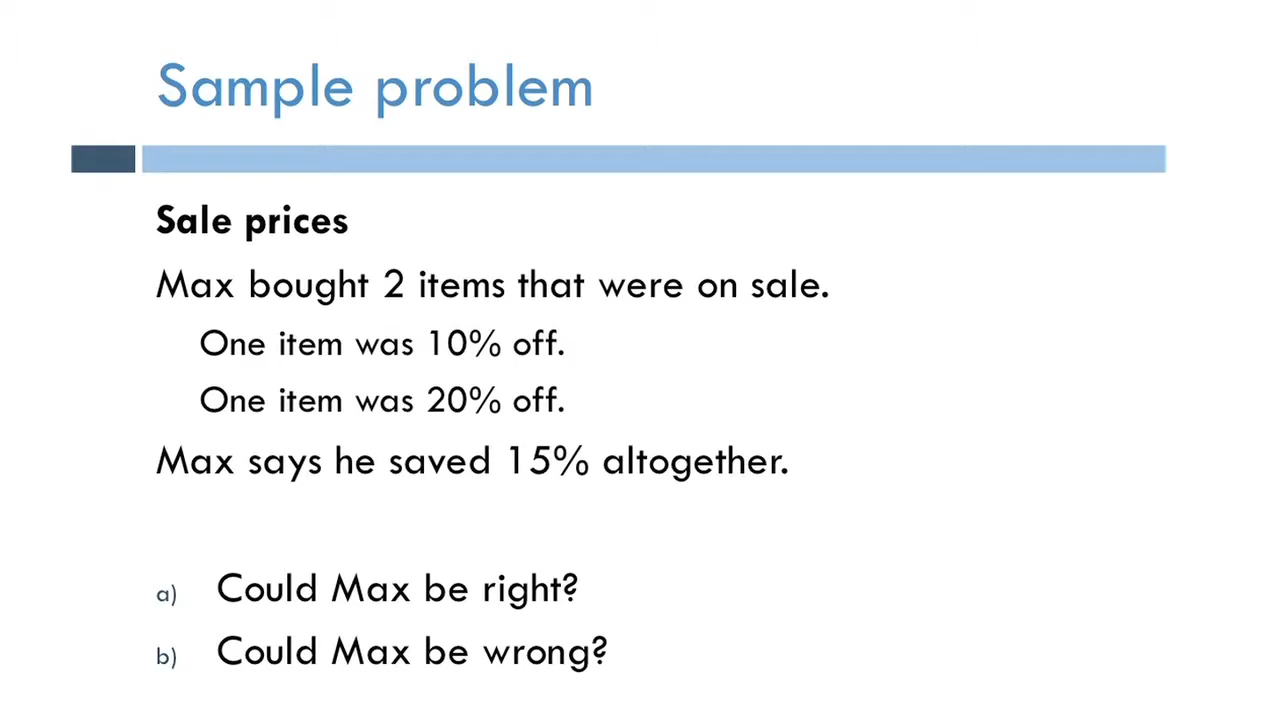 Sample problem
Sale prices
Max bought 2 items that were on sale.
One item was 10% off.
One item was 20% off.
Max says he saved 15% altogether.
a) Could Max be right?
b) Could Max be wrong?